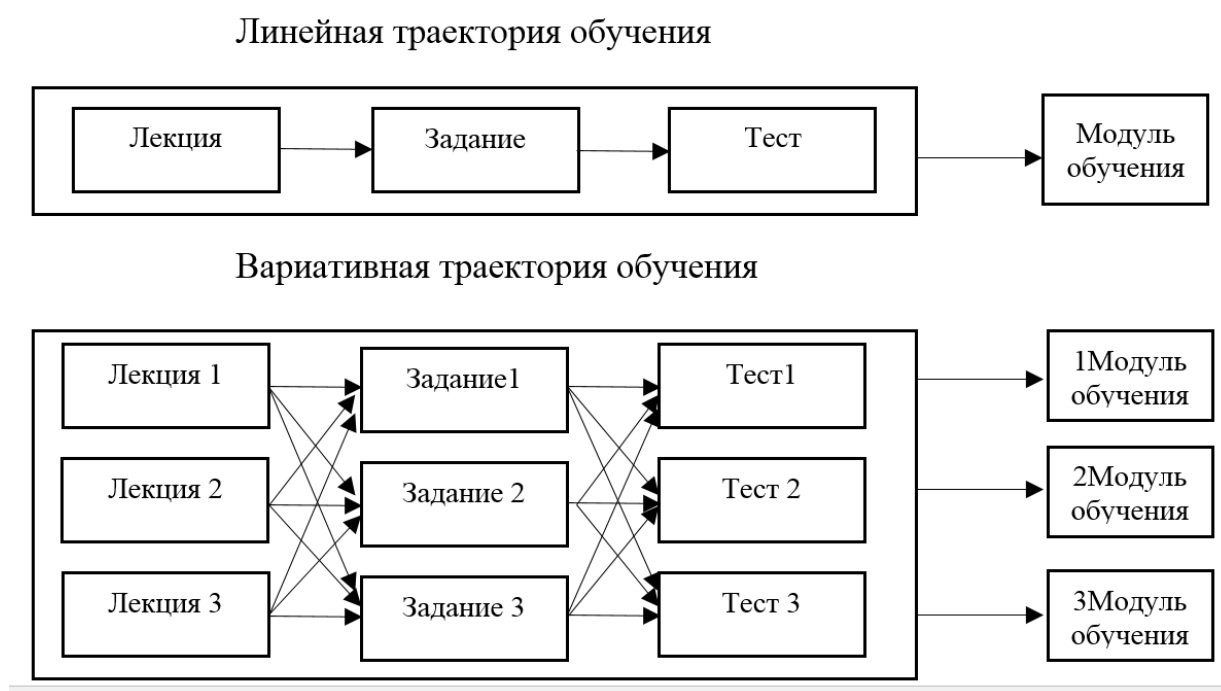 Линейная траектория обучения
Лекция
Задание
Тест
Модуль
обучения
Вариативная траектория обучения
Лекция 1
Задание1
Тест1
1Модуль
обучения
Лекция 2
Задание 2
Тест 2
2Модуль
обучения
Лекция 3
Задание 3
Тест 3
3Модуль
обучения